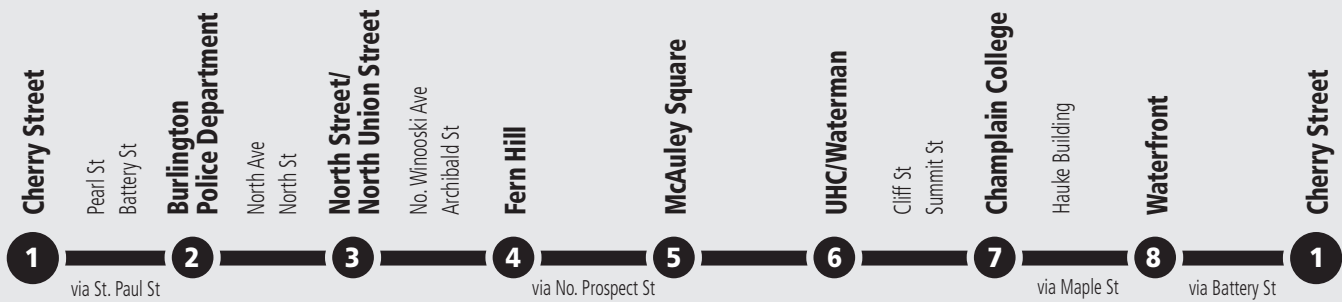 Cherry Street
Pearl St
Battery St
Burlington
Police Department
North Ave
North St
North Street/
North Union Street
No. Winooski Ave
Archibald St
Fern Hill
McAuley Square
UHC/Waterman
Cliff St
Summit St
Champlain College
Hauke Building
Waterfront
Cherry Street
1
2
3
4
5
6
7
8
1
via St. Paul St
via No. Prospect St
via Maple St
via Battery St